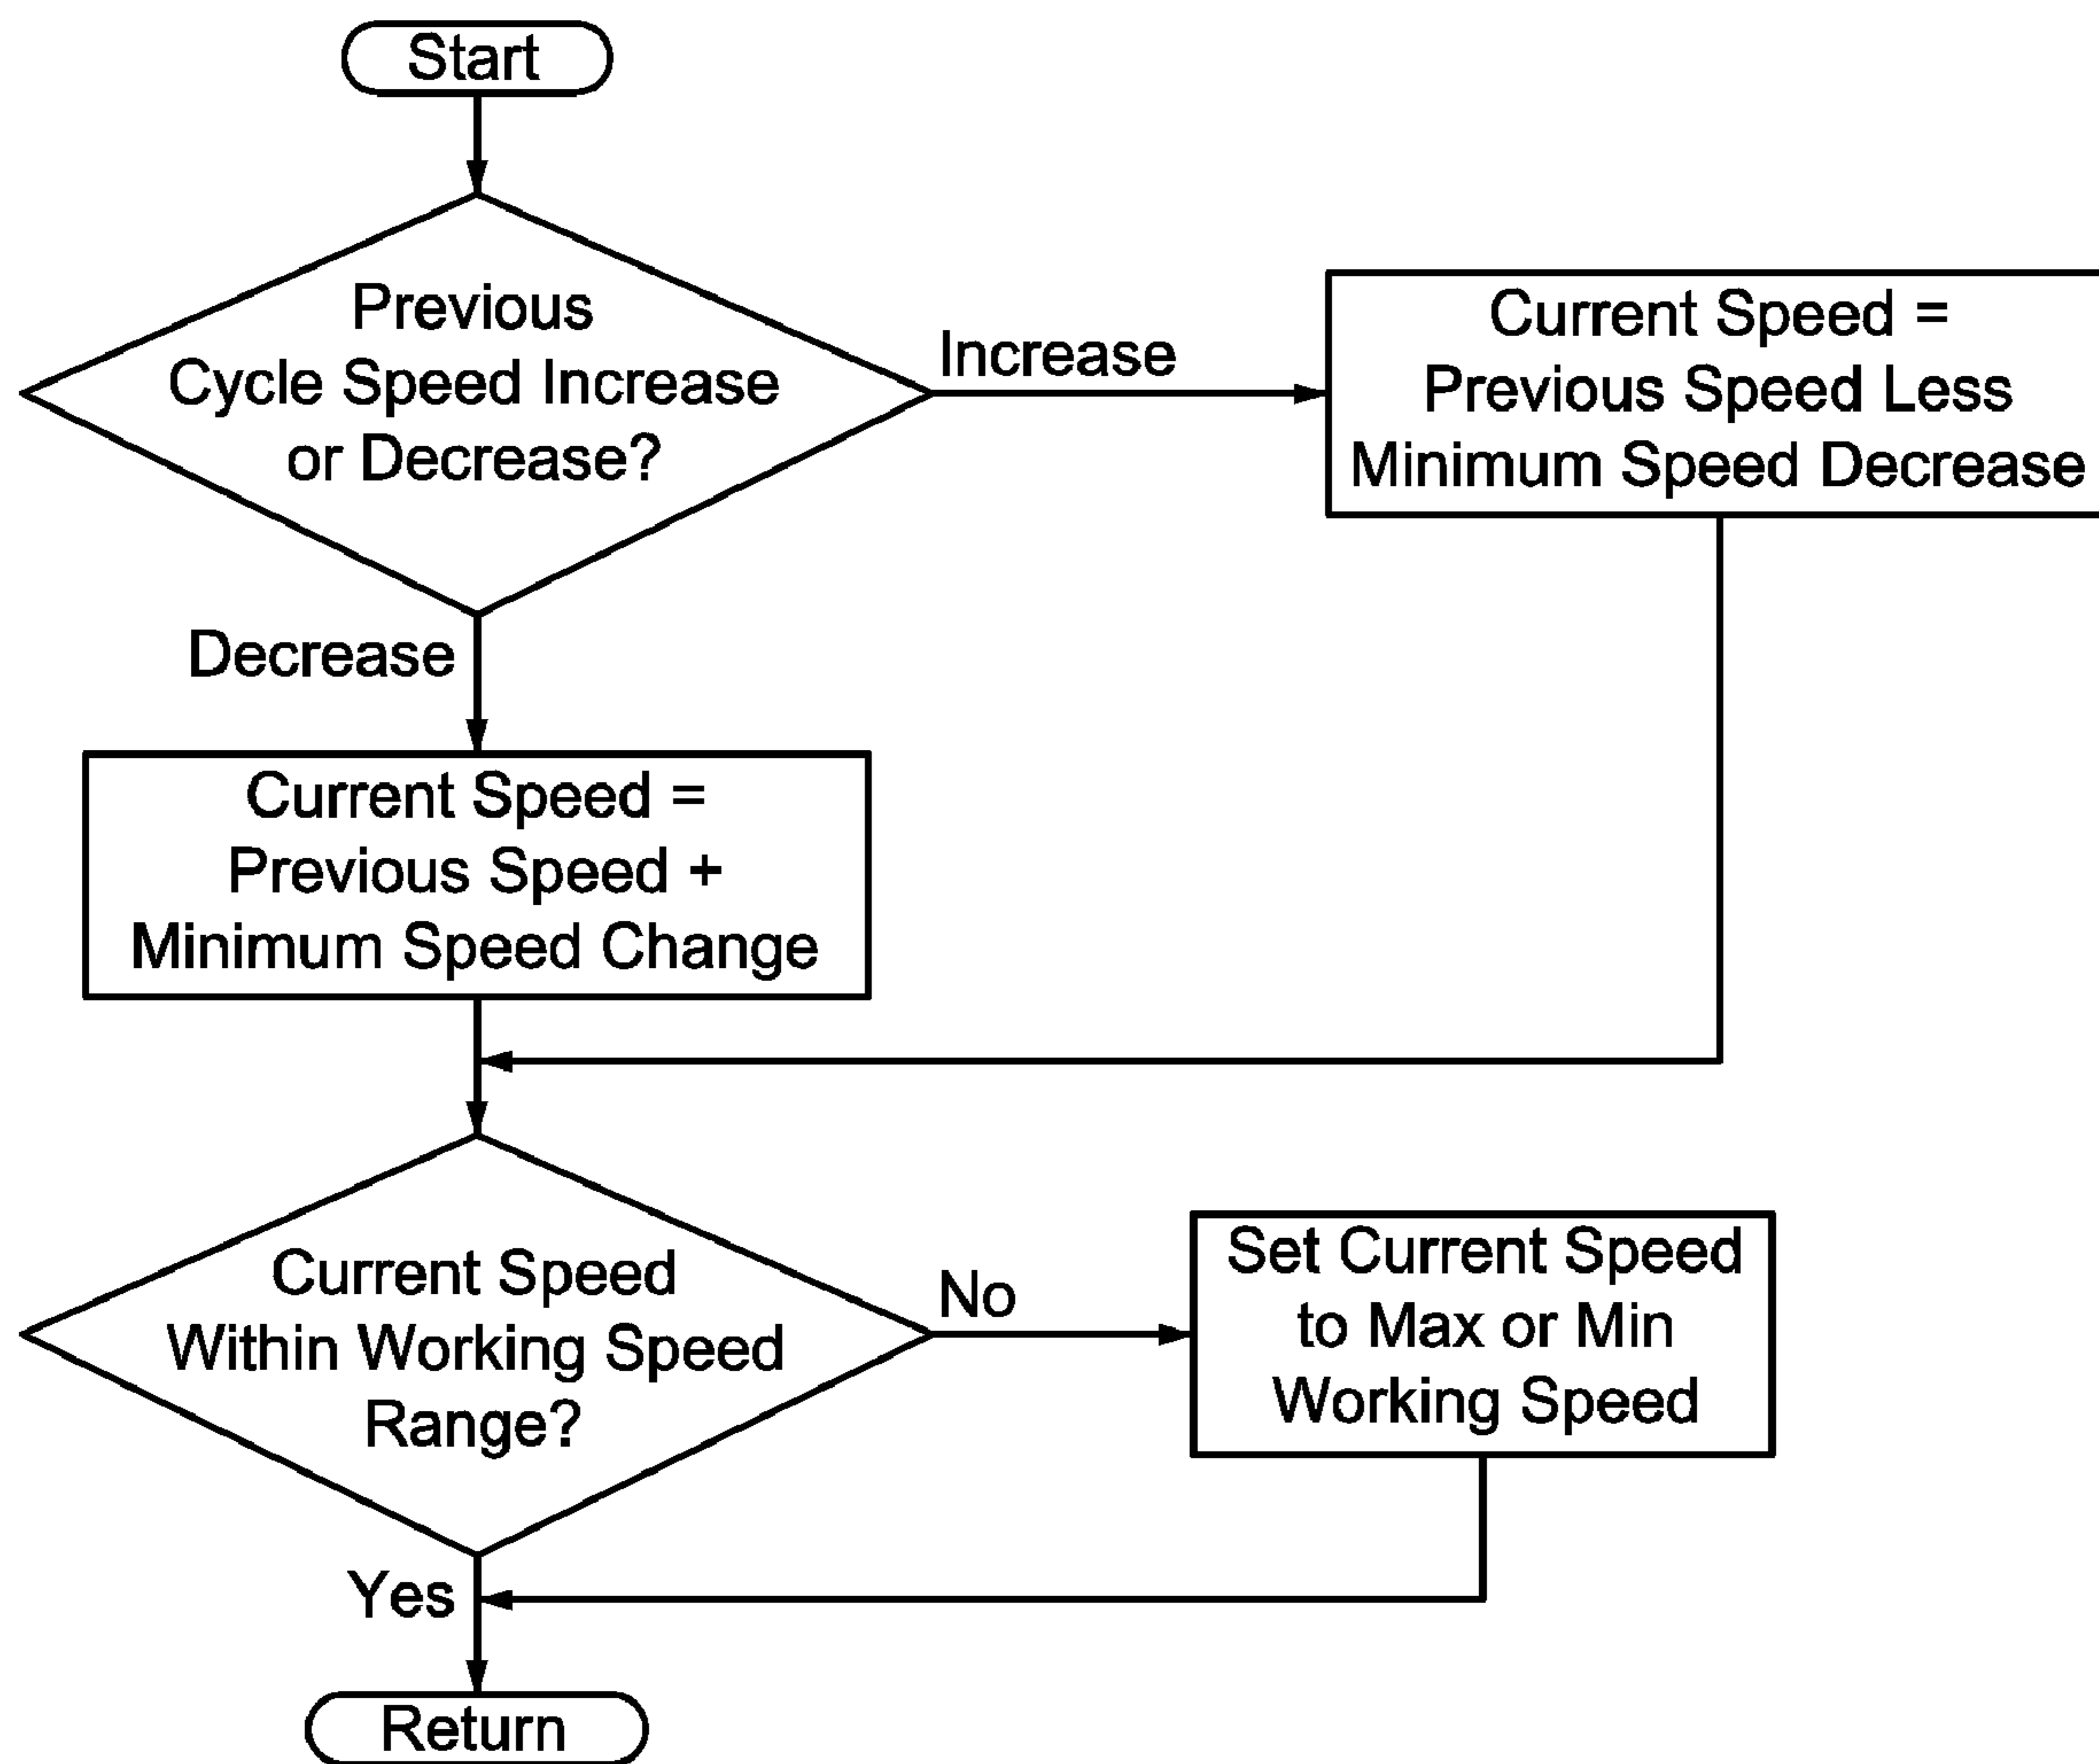 Start
Previous
Cycle Speed Increase
or Decrease?
Increase
Current Speed =
Previous Speed Less
Minimum Speed Decrease
Decrease
Current Speed =
Previous Speed +
Minimum Speed Change
Current Speed
Within Working Speed
Range?
No
Set Current Speed
to Max or Min
Working Speed
Yes
Return